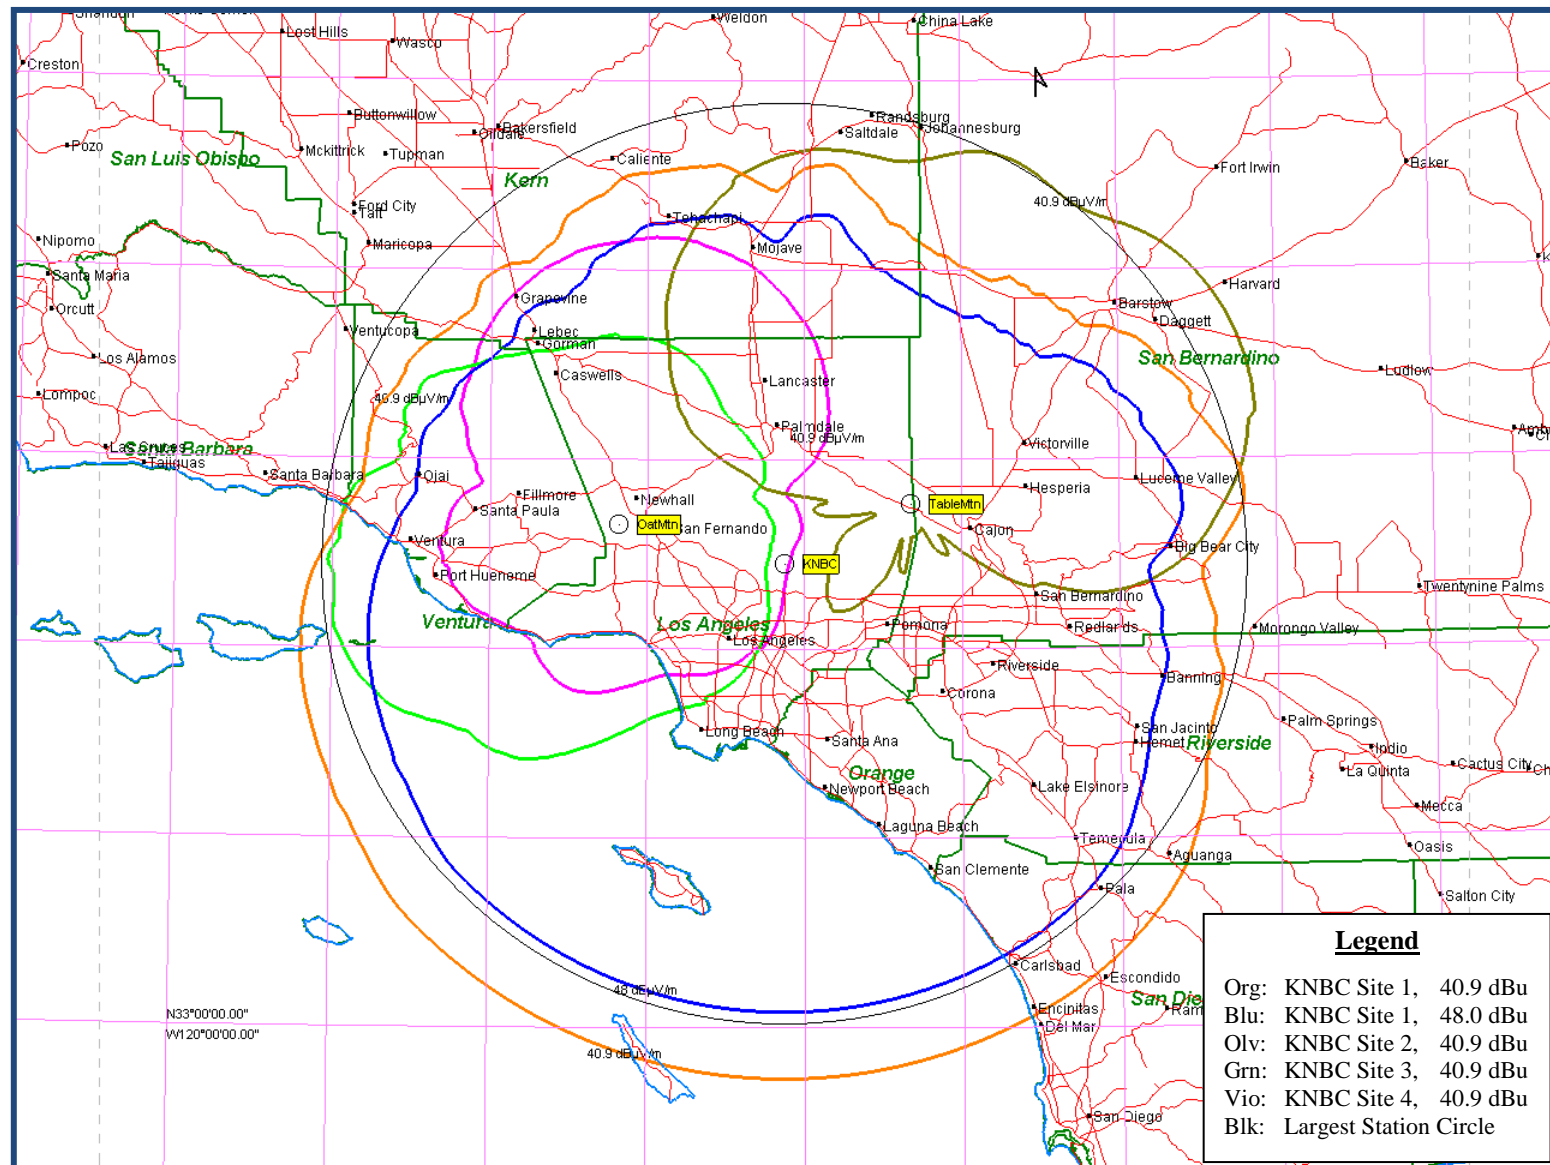 Weldon
China Lake
Lost Hills
Wasco
Creston
Randsburg
Buttonwillow
Bakersfield
Oildale
Saltdale
Johannesburg
Pozo
Mckittrick
Tupman
San Luis Obispo
Caliente
Baker
Fort Irwin
Kern
40.9 dBµV/m
Ford City
Taft
Tehachapi
Nipomo
Maricopa
Mojave
Santa Maria
Harvard
Grapevine
Barstow
Orcutt
Daggett
Ventucopa
Lebec
Gorman
San Bernardino
Los Alamos
Caswells
Lancaster
Ludlow
Lompoc
40.9 dBµV/m
Palmdale
40.9 dBµV/m
Las Cruces
Santa Barbara
Tajiguas
Victorville
Santa Barbara
Ojai
Lucerne Valley
Hesperia
Fillmore
Newhall
TableMtn
Santa Paula
OatMtn
San Fernando
Cajon
Ventura
Big Bear City
KNBC
Port Hueneme
Twentynine Palms
San Bernardino
Ventura
Los Angeles
Pomona
Redlands
Morongo Valley
Los Angeles
Riverside
Banning
Corona
Palm Springs
San Jacinto
Long Beach
Santa Ana
Hemet
Riverside
Indio
La Quinta
Cactus City
Orange
Newport Beach
Lake Elsinore
Mecca
Laguna Beach
Temecula
Aguanga
Oasis
San Clemente
Pala
Salton City
Carlsbad
Escondido
48 dBµV/m
San Die
Encinitas
Ram
N33°00'00.00"
W120°00'00.00"
Del Mar
40.9 dBµV/m
San Diego
Legend
Org: KNBC Site 1, 40.9 dBu
Blu: KNBC Site 1, 48.0 dBu
Olv: KNBC Site 2, 40.9 dBu
Grn: KNBC Site 3, 40.9 dBu
Vio: KNBC Site 4, 40.9 dBu
Blk: Largest Station Circle